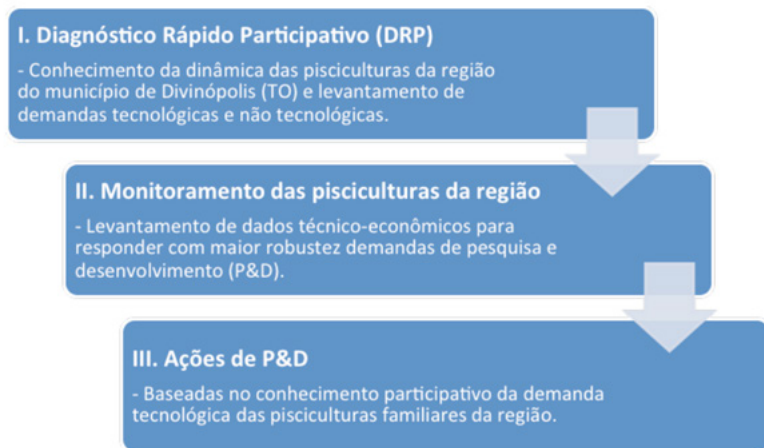 I. Diagnóstico Rápido Participativo (DRP)
- Conhecimento da dinâmica das pisciculturas da região
do município de Divinópolis (TO) e levantamento de
demandas tecnológicas e não tecnológicas.
II. Monitoramento das pisciculturas da região
- Levantamento de dados técnico-econômicos para
responder com maior robustez demandas de pesquisa e
desenvolvimento (P&D).
III. Ações de P&D
- Baseadas no conhecimento participativo da demanda
tecnológica das pisciculturas familiares da região.